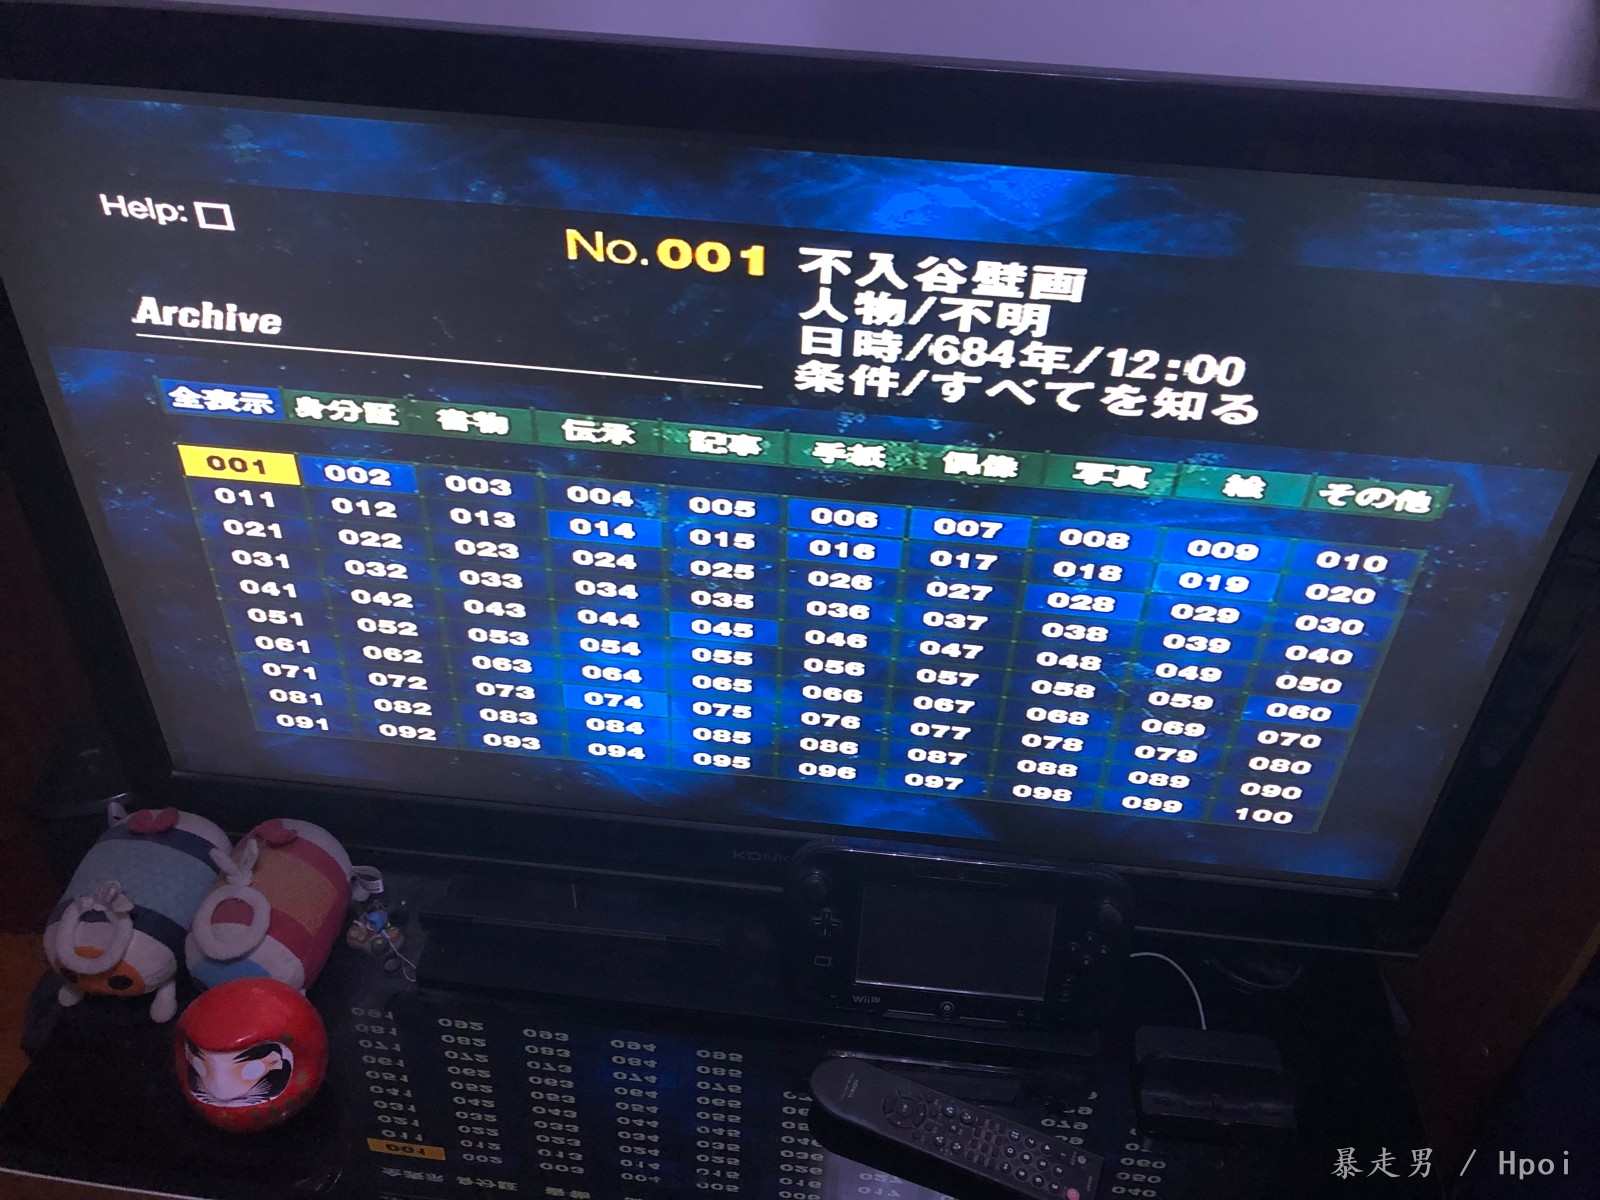 Help: □
No.001
不入谷壁画
人物/不明
日時/684年/12:00
条件/すべてを知る
Archive
全表示 身分証 書物 伝承 記事 手紙 偶像 写真 絵 その他
001 002 003 004 005 006 007 008 009 010
011 012 013 014 015 016 017 018 019 020
021 022 023 024 025 026 027 028 029 030
031 032 033 034 035 036 037 038 039 040
041 042 043 044 045 046 047 048 049 050
051 052 053 054 055 056 057 058 059 060
061 062 063 064 065 066 067 068 069 070
071 072 073 074 075 076 077 078 079 080
081 082 083 084 085 086 087 088 089 090
091 092 093 094 095 096 097 098 099 100
WiiU
暴走男 / Hpoi